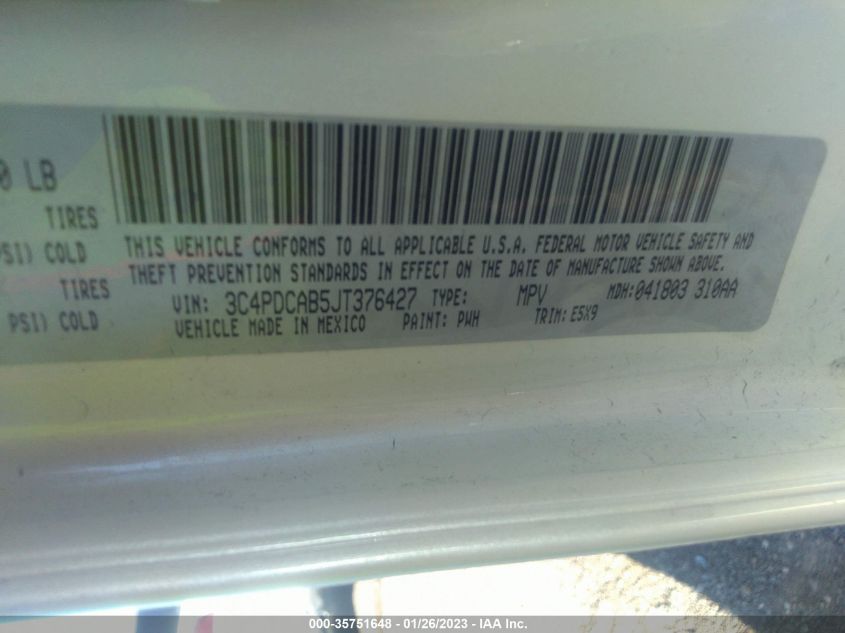 0 LB
TIRES
PSI) COLD
TIRES
PSI) COLD
THIS VEHICLE CONFORMS TO ALL APPLICABLE U.S.A. FEDERAL MOTOR VEHICLE SAFETY AND
THEFT PREVENTION STANDARDS IN EFFECT ON THE DATE OF MANUFACTURE SHOWN ABOVE.
VIN: 3C4PDCAB5JT376427 TYPE: MPV MDH:041803 310AA
VEHICLE MADE IN MEXICO PAINT: PWH TRIM: E5X9
000-35751648 - 01/26/2023 - IAA Inc.